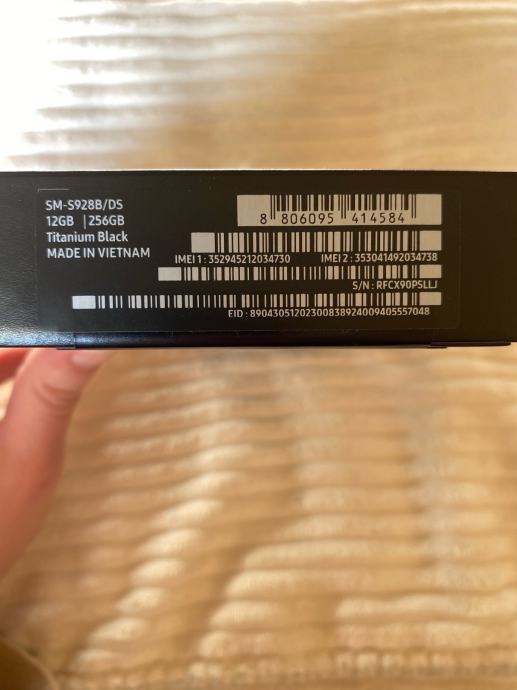 SM-S928B/DS
12GB | 256GB
Titanium Black
MADE IN VIETNAM
8 806095 414584
IMEI 1 : 352945212034730 IMEI 2 : 353041492034738
S/N : RFCX90PSLLJ
EID : 89043051202300838924009405557048